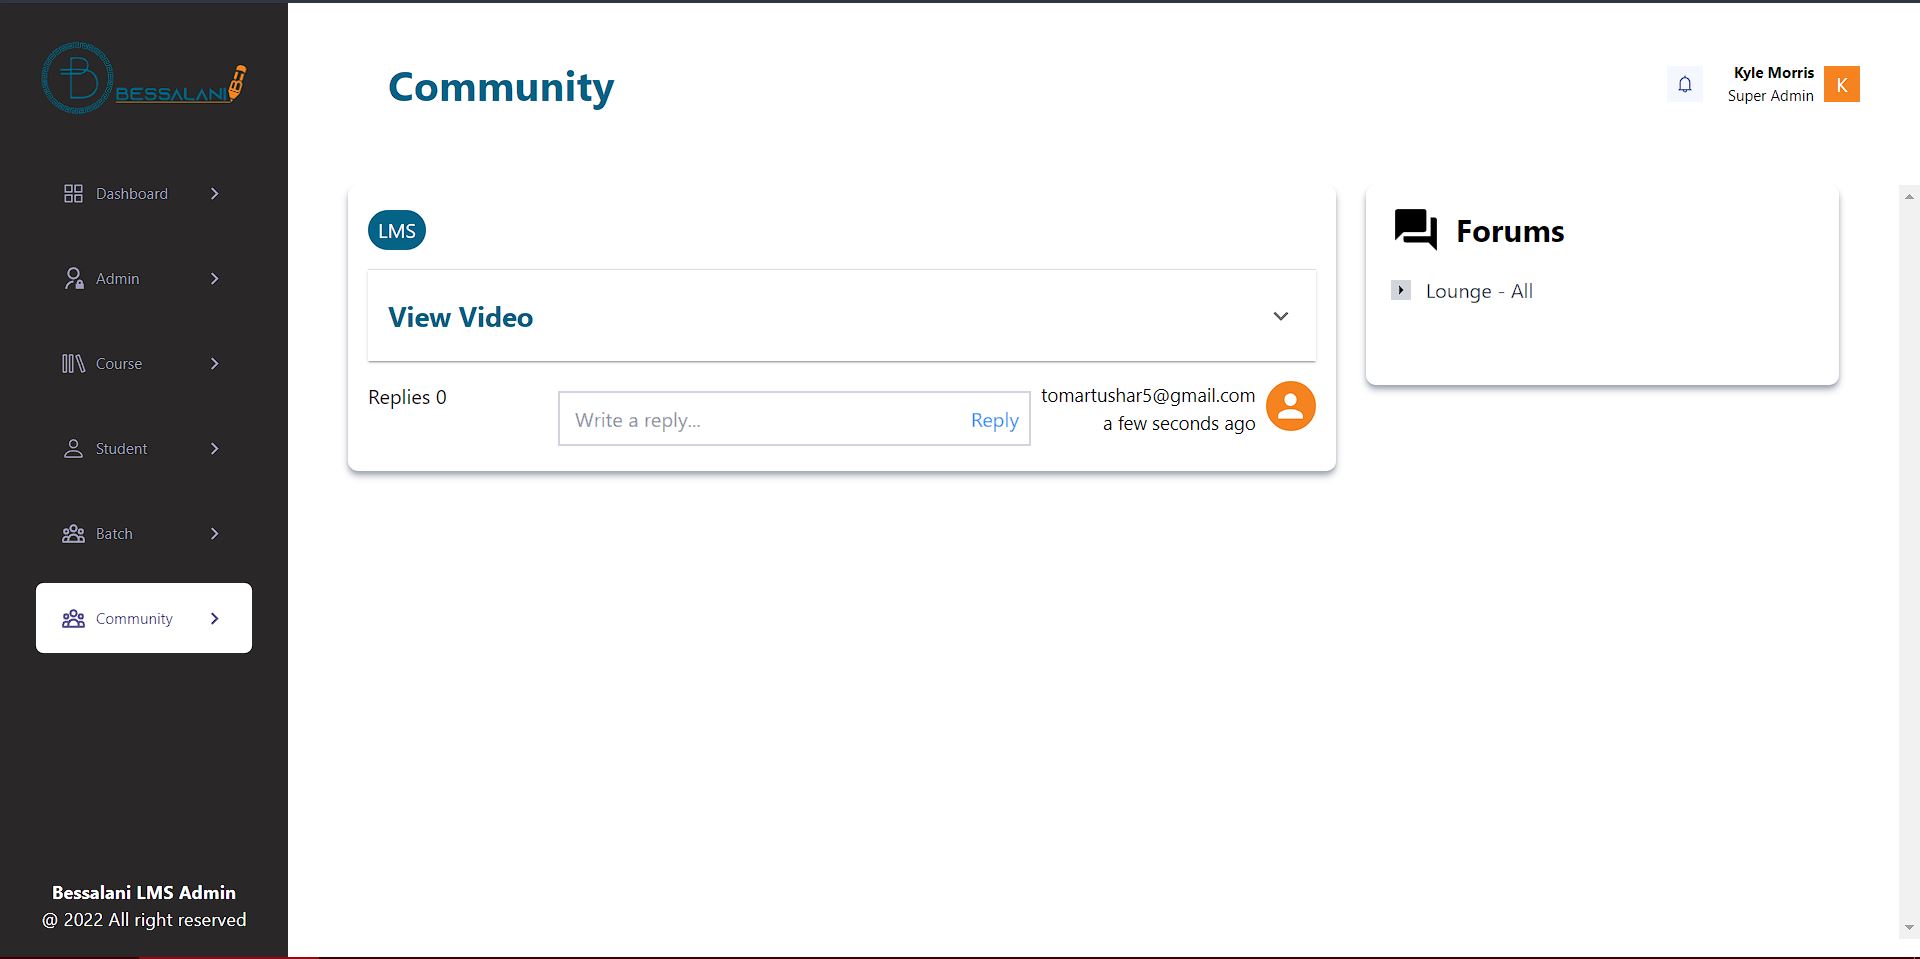 BESSALANI
Dashboard
Admin
Course
Student
Batch
Community
Bessalani LMS Admin
@ 2022 All right reserved
Community
Kyle Morris
Super Admin
K
LMS
View Video
Replies 0
Write a reply...
Reply
tomartushar5@gmail.com
a few seconds ago
Forums
Lounge - All